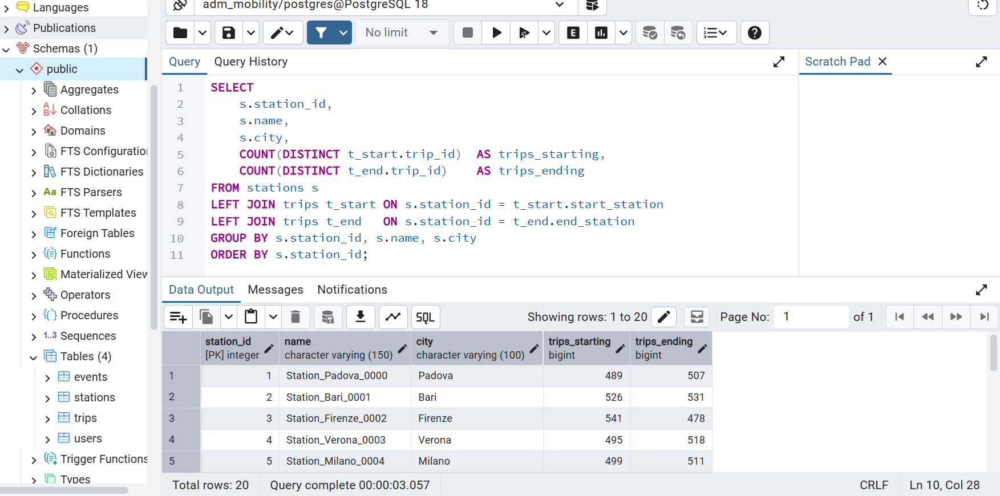 Languages
Publications
Schemas (1)
public
Aggregates
Collations
Domains
FTS Configuratio
FTS Dictionaries
Aa FTS Parsers
FTS Templates
Foreign Tables
Functions
Materialized View
Operators
Procedures
1..3 Sequences
Tables (4)
events
stations
trips
users
Trigger Functions
Types
adm_mobility/postgres@PostgreSQL 18
No limit
E
Query Query History
Scratch Pad
1 SELECT
2 s.station_id,
3 s.name,
4 s.city,
5 COUNT(DISTINCT t_start.trip_id) AS trips_starting,
6 COUNT(DISTINCT t_end.trip_id) AS trips_ending
7 FROM stations s
8 LEFT JOIN trips t_start ON s.station_id = t_start.start_station
9 LEFT JOIN trips t_end ON s.station_id = t_end.end_station
10 GROUP BY s.station_id, s.name, s.city
11 ORDER BY s.station_id;
Data Output Messages Notifications
SQL Showing rows: 1 to 20 Page No: 1 of 1
station_id name city trips_starting trips_ending
[PK] integer character varying (150) character varying (100) bigint bigint
1 1 Station_Padova_0000 Padova 489 507
2 2 Station_Bari_0001 Bari 526 531
3 3 Station_Firenze_0002 Firenze 541 478
4 4 Station_Verona_0003 Verona 495 518
5 5 Station_Milano_0004 Milano 499 511
Total rows: 20 Query complete 00:00:03.057 CRLF Ln 10, Col 28